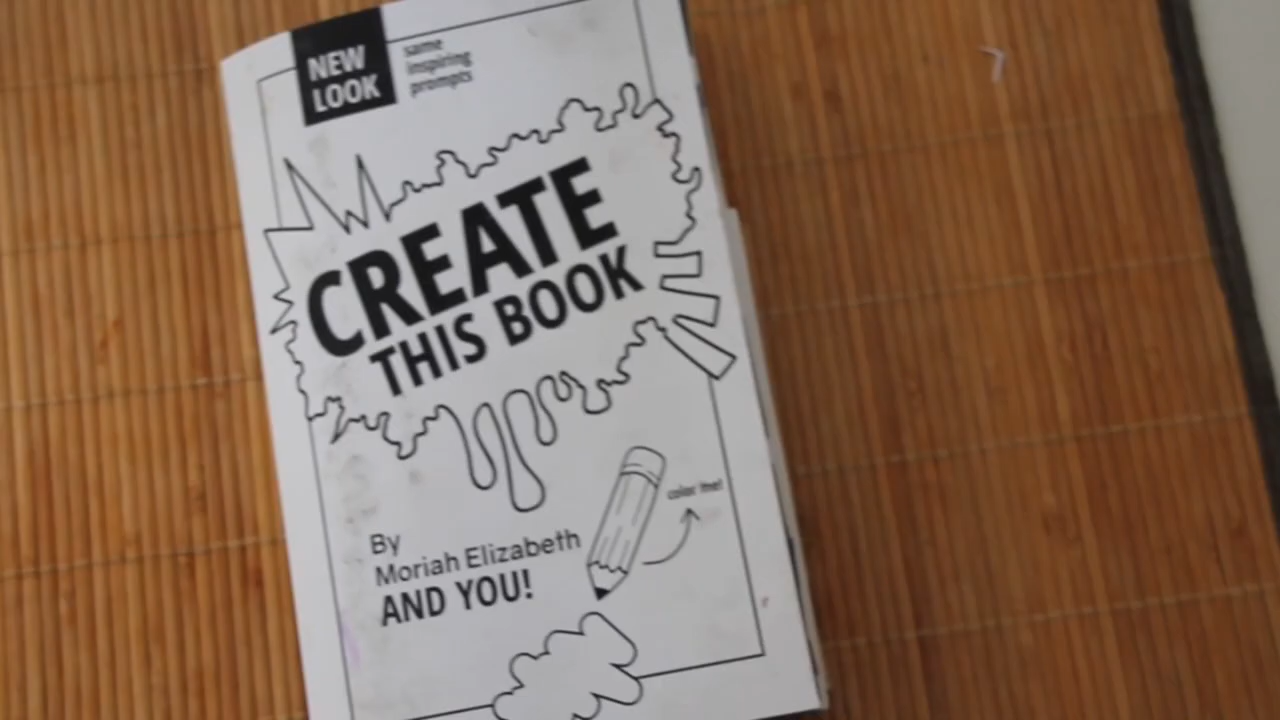 NEW
LOOK
same
inspiring
prompts
CREATE
THIS BOOK
color me!
By
Moriah Elizabeth
AND YOU!